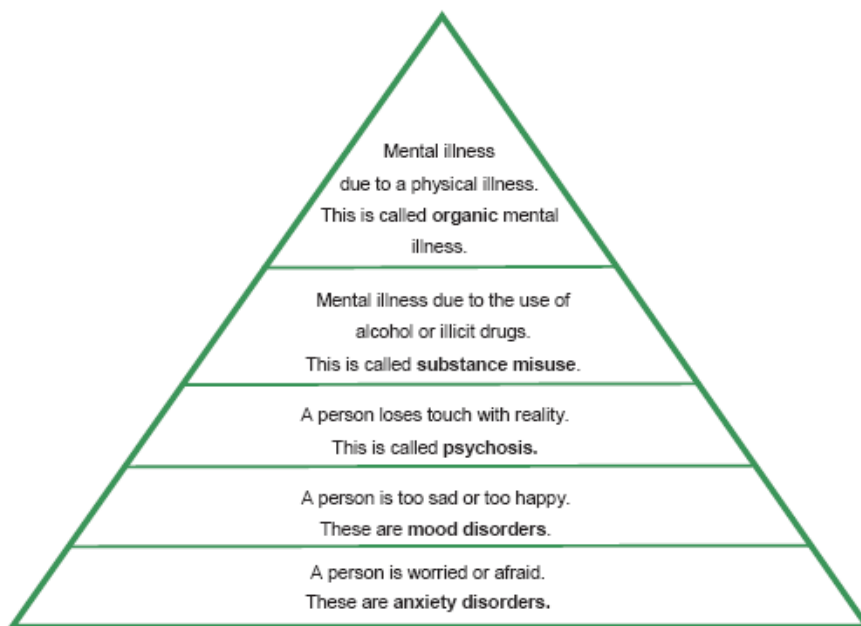 Mental illness
due to a physical illness.
This is called organic mental
illness.
Mental illness due to the use of
alcohol or illicit drugs.
This is called substance misuse.
A person loses touch with reality.
This is called psychosis.
A person is too sad or too happy.
These are mood disorders.
A person is worried or afraid.
These are anxiety disorders.